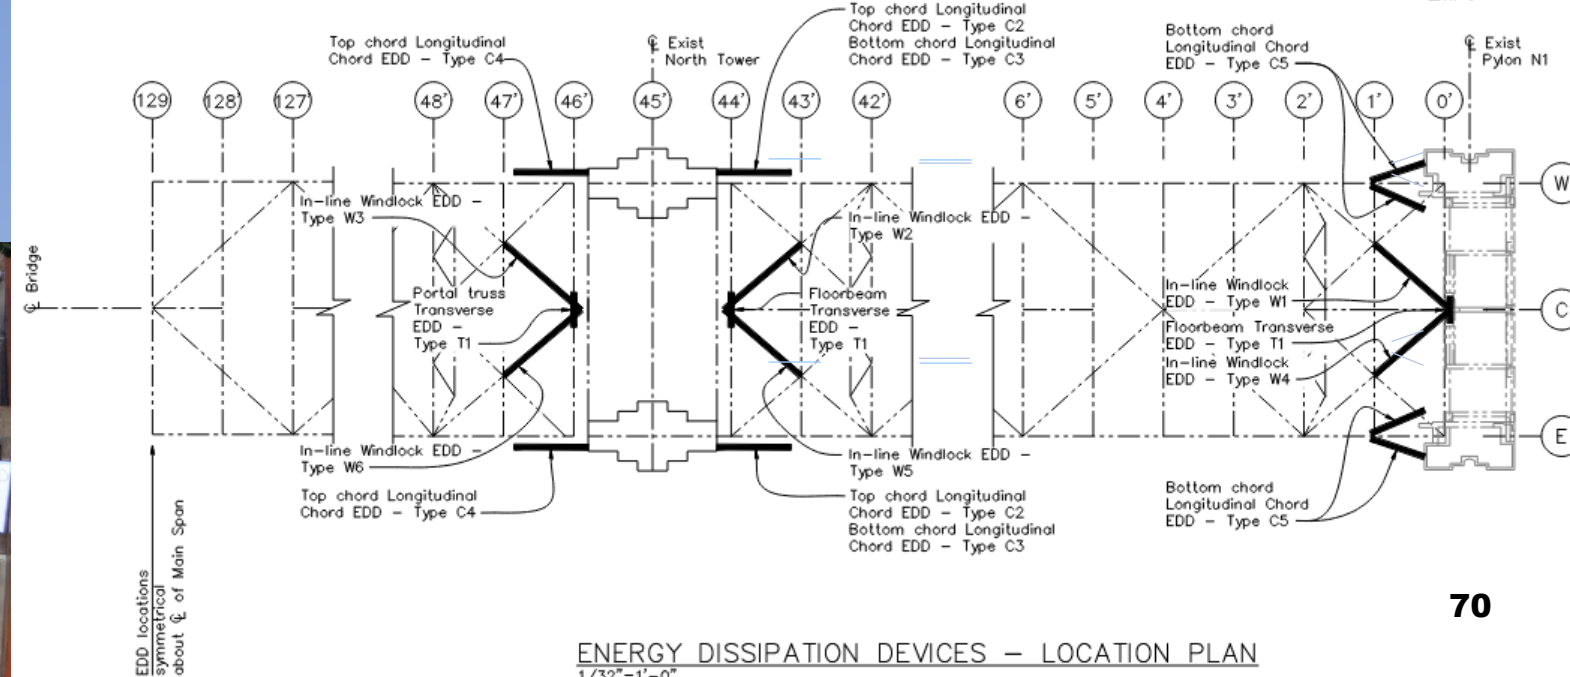 Top chord Longitudinal
Chord EDD - Type C4
℄ Exist
North Tower
Top chord Longitudinal
Chord EDD - Type C2
Bottom chord Longitudinal
Chord EDD - Type C3
Bottom chord
Longitudinal Chord
EDD - Type C5
℄ Exist
Pylon N1
129 128' 127' 48' 47' 46' 45' 44' 43' 42' 6' 5' 4' 3' 2' 1' 0'
W
In-line Windlock EDD -
Type W3
In-line Windlock EDD -
Type W2
℄ Bridge
Portal truss
Transverse
EDD -
Type T1
Floorbeam
Transverse
EDD -
Type T1
In-line Windlock
EDD - Type W1
Floorbeam Transverse
EDD - Type T1
In-line Windlock
EDD - Type W4
C
E
In-line Windlock EDD -
Type W6
Top chord Longitudinal
Chord EDD - Type C4
In-line Windlock EDD -
Type W5
Top chord Longitudinal
Chord EDD - Type C2
Bottom chord Longitudinal
Chord EDD - Type C3
Bottom chord
Longitudinal Chord
EDD - Type C5
EDD locations
symmetrical
about ℄ of Main Span
70
ENERGY DISSIPATION DEVICES - LOCATION PLAN
1/32"=1'-0"